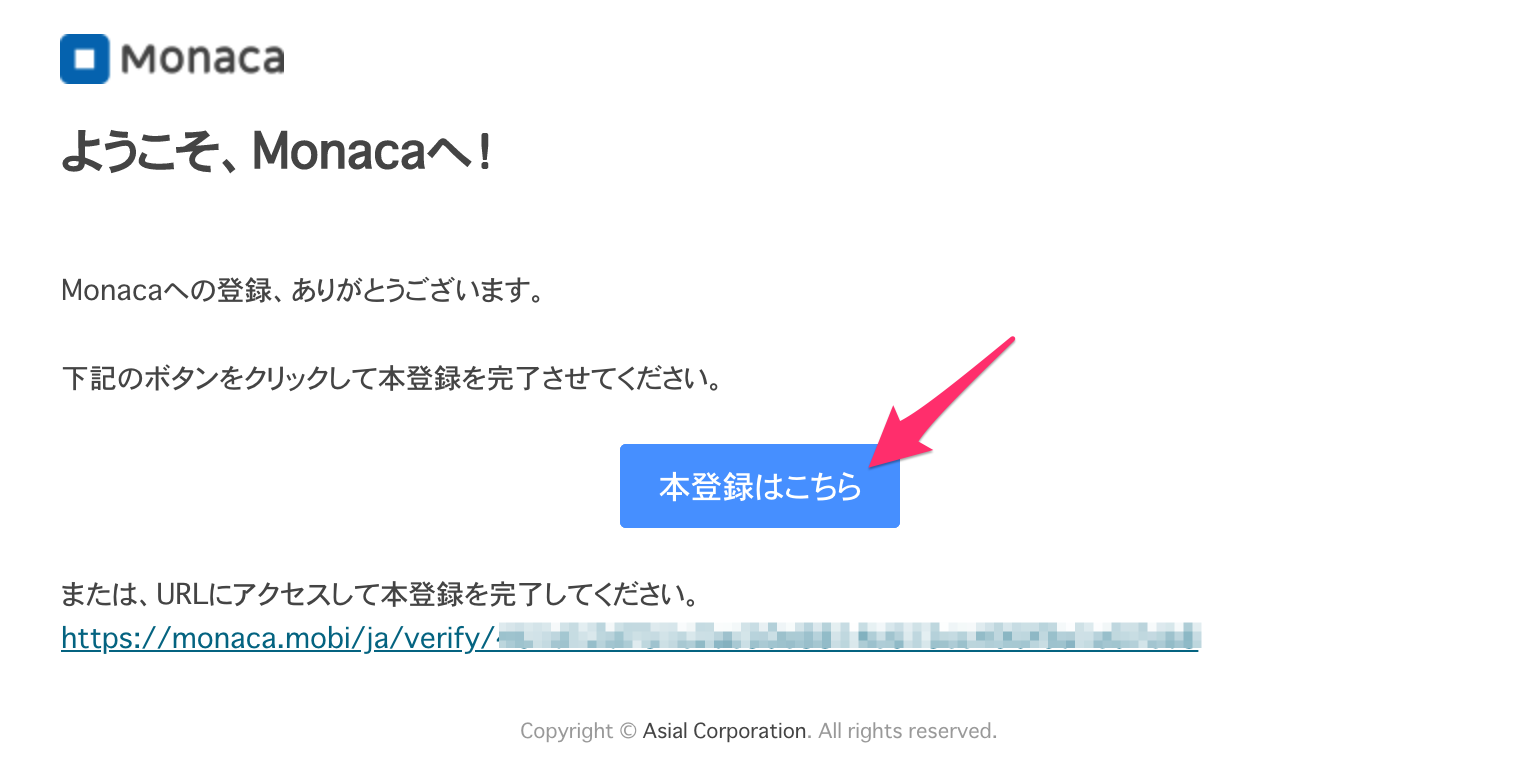 Monaca
ようこそ、Monacaへ！
Monacaへの登録、ありがとうございます。
下記のボタンをクリックして本登録を完了させてください。
本登録はこちら
または、URLにアクセスして本登録を完了してください。
https://monaca.mobi/ja/verify/
Copyright © Asial Corporation. All rights reserved.